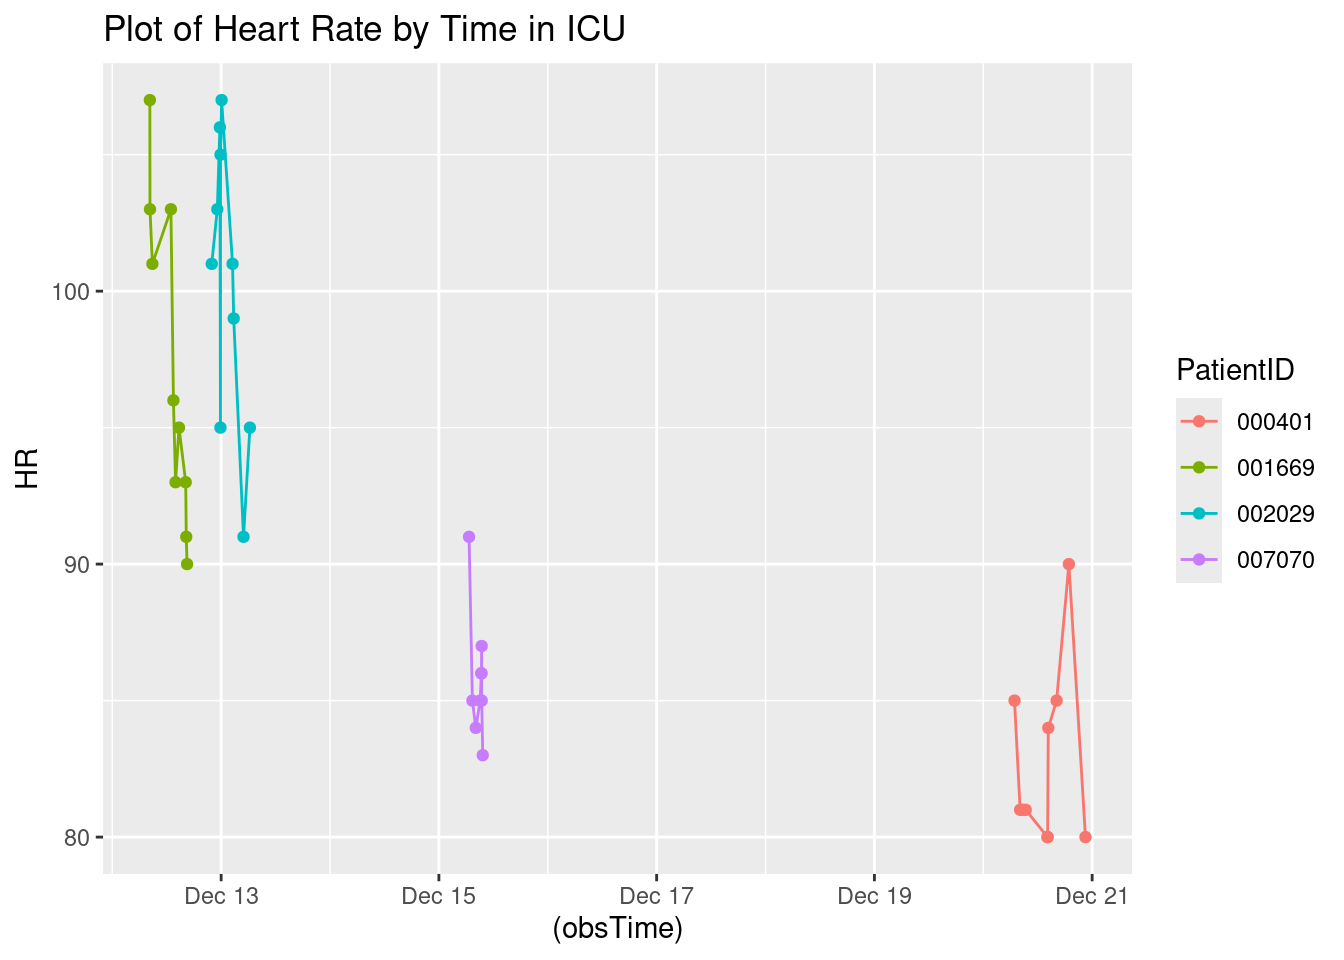 Plot of Heart Rate by Time in ICU
100
90
80
HR
Dec 13
Dec 15
Dec 17
Dec 19
Dec 21
(obsTime)
PatientID
000401
001669
002029
007070